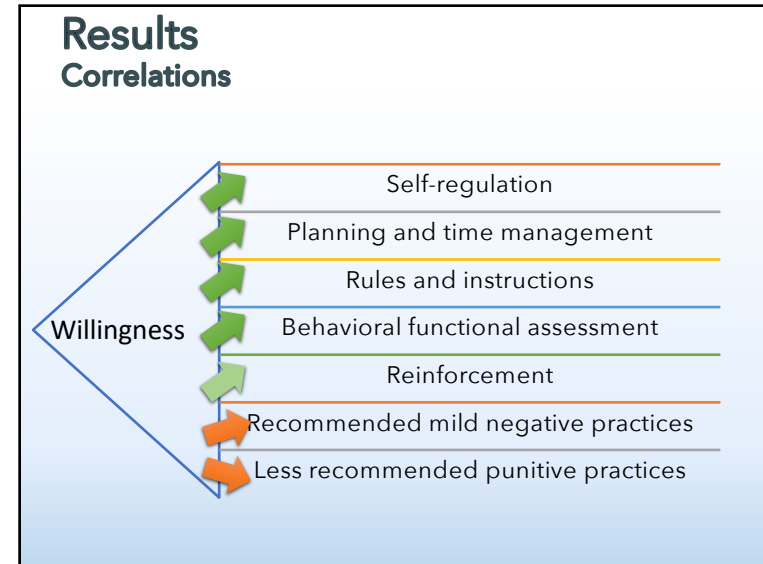 Results
Correlations
Self-regulation
Planning and time management
Rules and instructions
Willingness
Behavioral functional assessment
Reinforcement
Recommended mild negative practices
Less recommended punitive practices